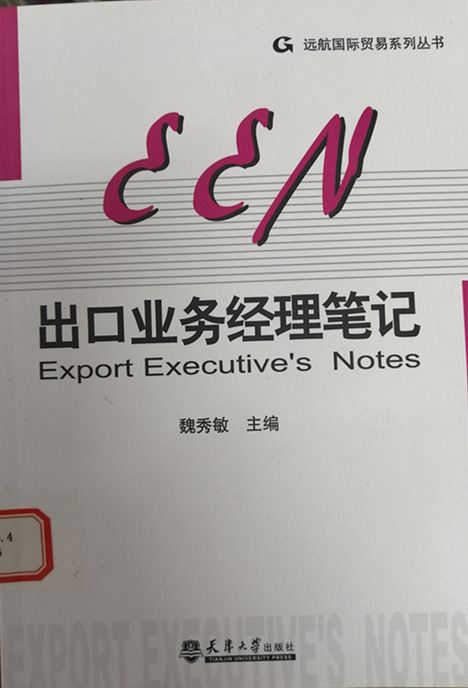 远航国际贸易系列丛书
EEN
出口业务经理笔记
Export Executive's Notes
魏秀敏 主编
.4
EXPORT EXECUTIVE'S NOTES
天津大学出版社
TIANJIN UNIVERSITY PRESS